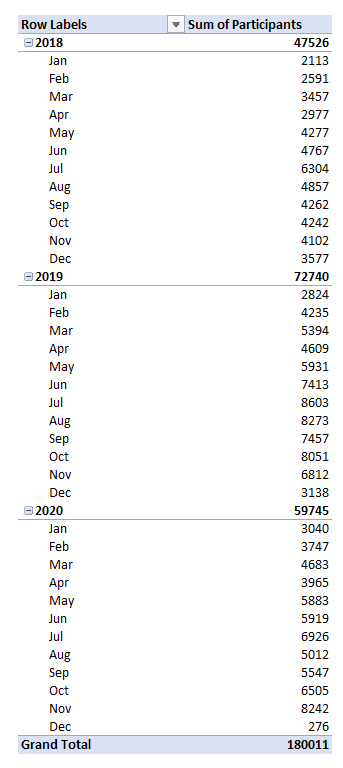 Row Labels Sum of Participants
2018 47526
Jan 2113
Feb 2591
Mar 3457
Apr 2977
May 4277
Jun 4767
Jul 6304
Aug 4857
Sep 4262
Oct 4242
Nov 4102
Dec 3577
2019 72740
Jan 2824
Feb 4235
Mar 5394
Apr 4609
May 5931
Jun 7413
Jul 8603
Aug 8273
Sep 7457
Oct 8051
Nov 6812
Dec 3138
2020 59745
Jan 3040
Feb 3747
Mar 4683
Apr 3965
May 5883
Jun 5919
Jul 6926
Aug 5012
Sep 5547
Oct 6505
Nov 8242
Dec 276
Grand Total 180011